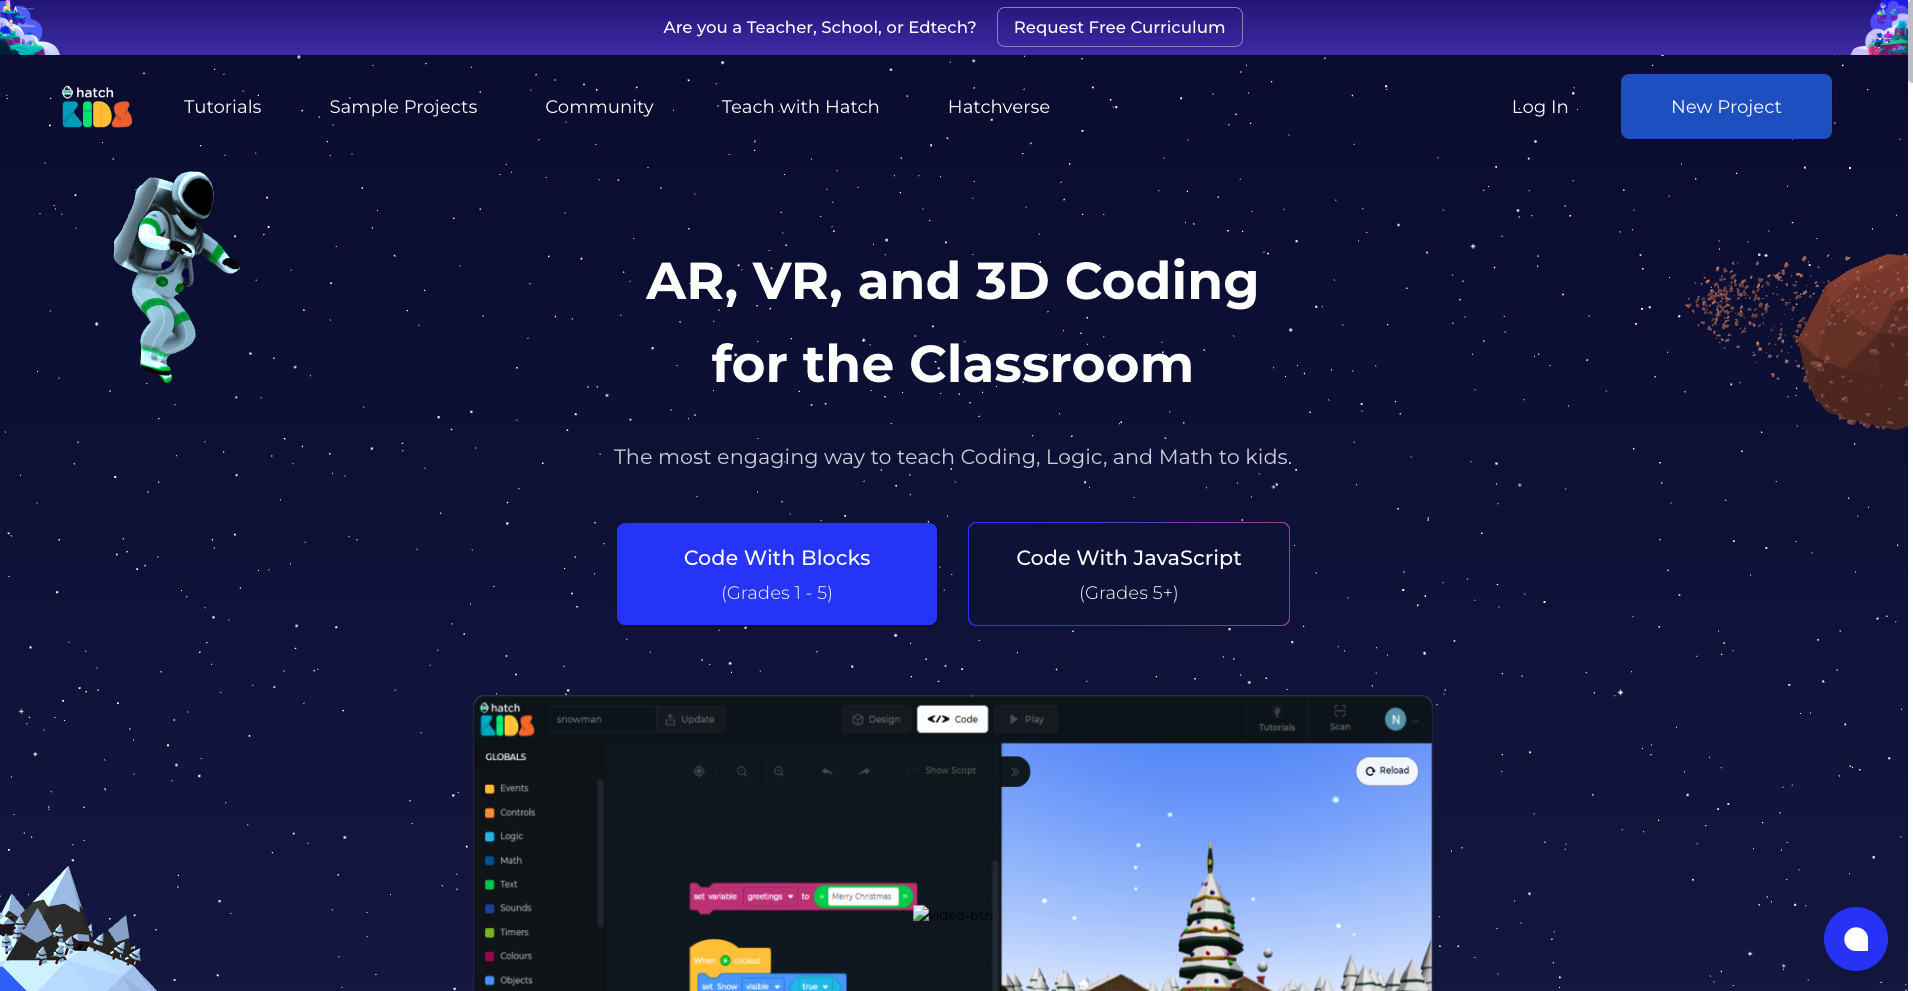 Are you a Teacher, School, or Edtech?
Request Free Curriculum
hatch
KIDS
Tutorials
Sample Projects
Community
Teach with Hatch
Hatchverse
Log In
New Project
AR, VR, and 3D Coding
for the Classroom
The most engaging way to teach Coding, Logic, and Math to kids.
Code With Blocks
(Grades 1 - 5)
Code With JavaScript
(Grades 5+)
hatch
KIDS
snowman
Update
Design
</> Code
Play
Tutorials
Scan
N
GLOBALS
Show Script
Reload
Events
Controls
Logic
Math
Text
Sounds
Timers
Colours
Objects
set variable greetings to “ Merry Christmas ”
video-btn
When clicked
set Snow visible true